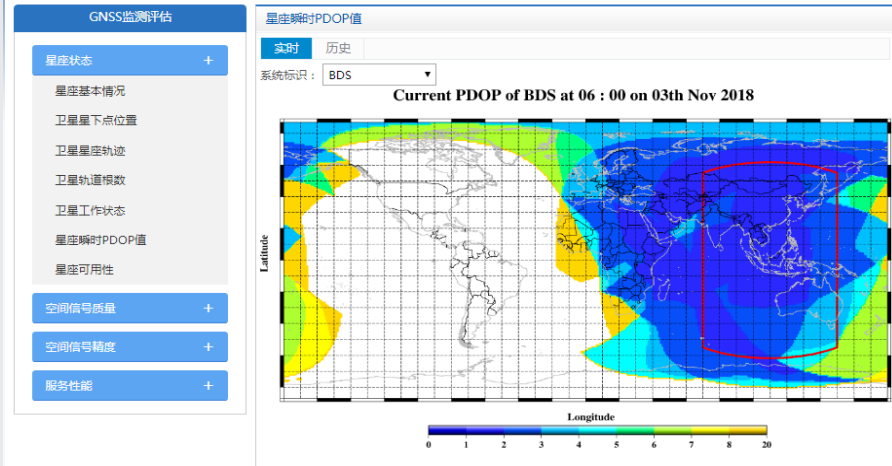 GNSS监测评估
星座状态 +
星座基本情况
卫星星下点位置
卫星星座轨迹
卫星轨道根数
卫星工作状态
星座瞬时PDOP值
星座可用性
空间信号质量 +
空间信号精度 +
服务性能 +
星座瞬时PDOP值
实时 历史
系统标识： BDS
Current PDOP of BDS at 06 : 00 on 03th Nov 2018
Latitude
Longitude
0 1 2 3 4 5 6 7 8 20